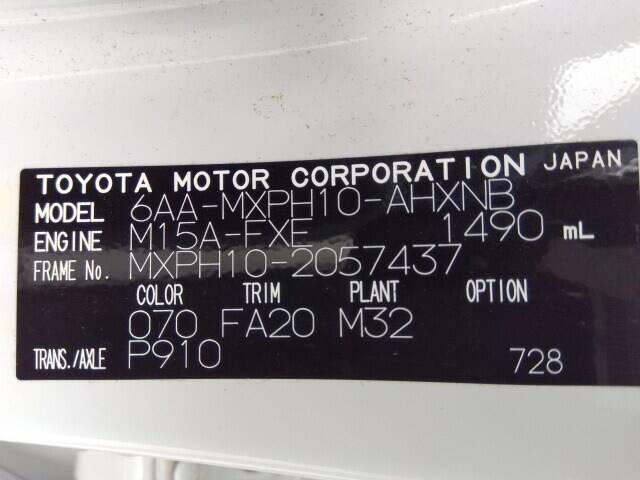 TOYOTA MOTOR CORPORATION JAPAN
MODEL 6AA-MXPH10-AHXNB
ENGINE M15A-FXE 1490 mL
FRAME No. MXPH10-2057437
COLOR TRIM PLANT OPTION
070 FA20 M32
TRANS./AXLE P910 728